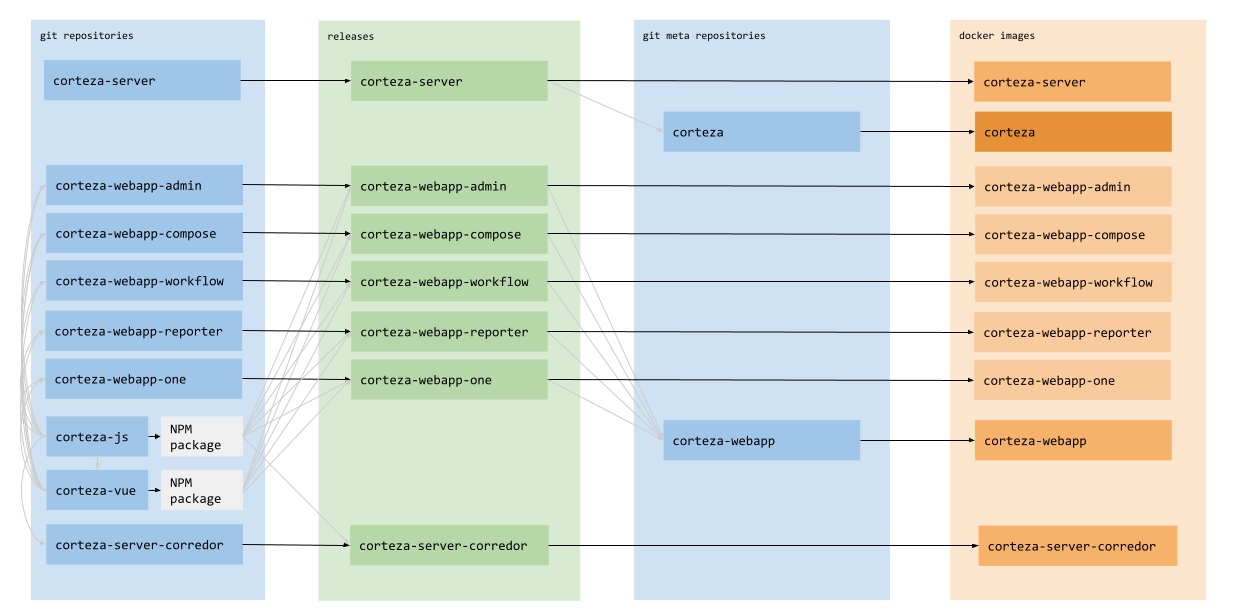 git repositories
corteza-server
corteza-webapp-admin
corteza-webapp-compose
corteza-webapp-workflow
corteza-webapp-reporter
corteza-webapp-one
corteza-js
NPM
package
corteza-vue
NPM
package
corteza-server-corredor
releases
corteza-server
corteza-webapp-admin
corteza-webapp-compose
corteza-webapp-workflow
corteza-webapp-reporter
corteza-webapp-one
corteza-server-corredor
git meta repositories
corteza
corteza-webapp
docker images
corteza-server
corteza
corteza-webapp-admin
corteza-webapp-compose
corteza-webapp-workflow
corteza-webapp-reporter
corteza-webapp-one
corteza-webapp
corteza-server-corredor